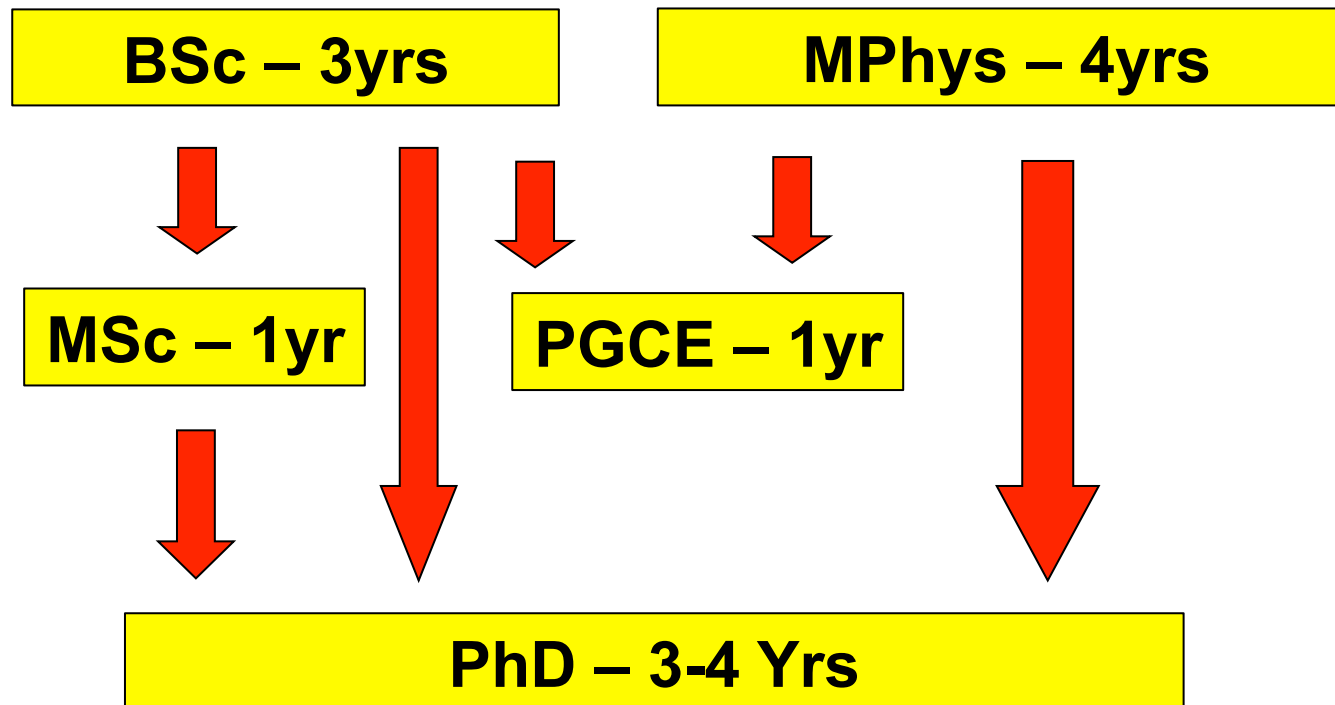 BSc – 3yrs
MPhys – 4yrs
MSc – 1yr
PGCE – 1yr
PhD – 3-4 Yrs